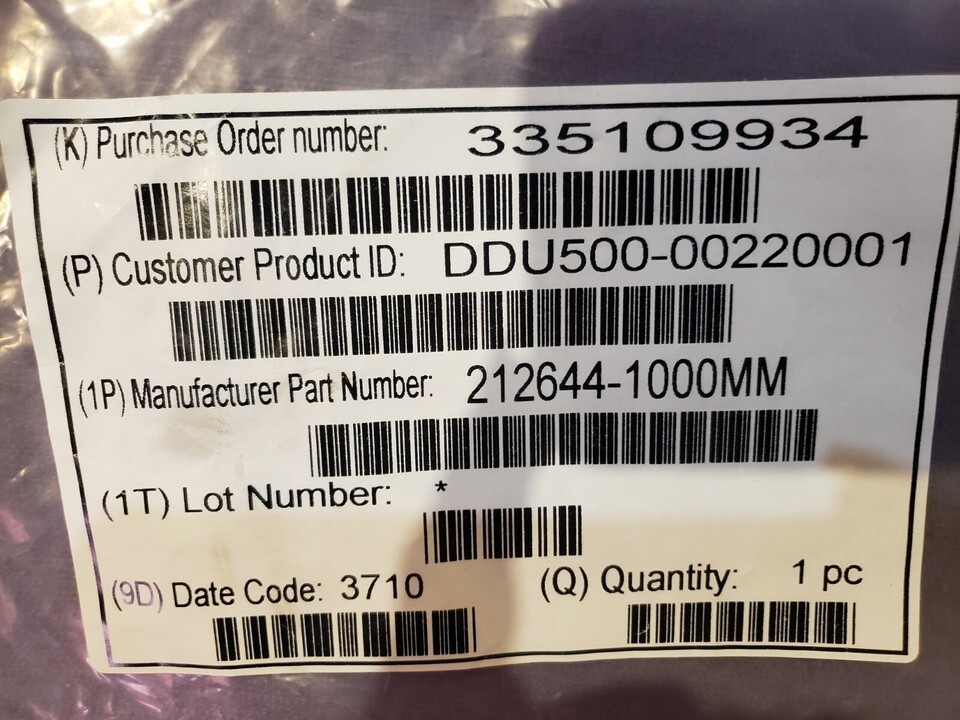 (K) Purchase Order number: 335109934
(P) Customer Product ID: DDU500-00220001
(1P) Manufacturer Part Number: 212644-1000MM
(1T) Lot Number: *
(9D) Date Code: 3710 (Q) Quantity: 1 pc